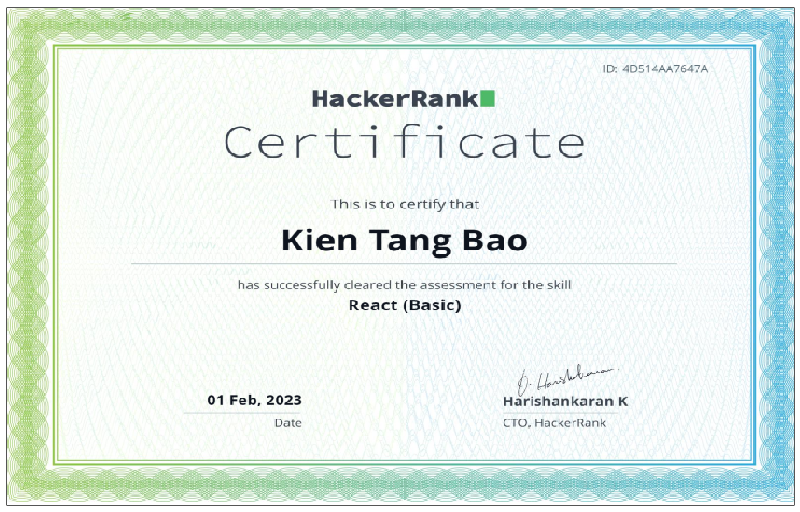 ID: 4D514AA7647A
HackerRank
Certificate
This is to certify that
Kien Tang Bao
has successfully cleared the assessment for the skill
React (Basic)
01 Feb, 2023
Date
Harishankaran K
CTO, HackerRank